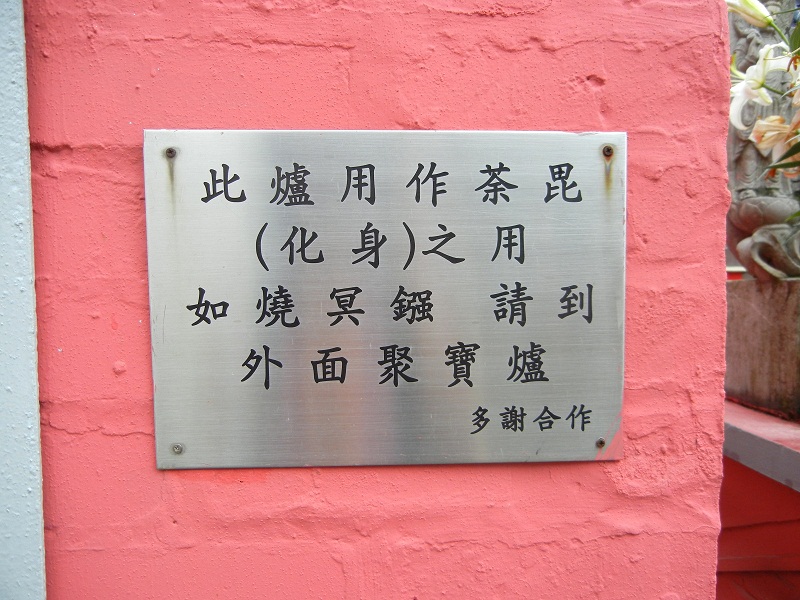 此爐用作荼毘
(化身)之用
如燒冥鏹 請到
外面聚寶爐
多謝合作